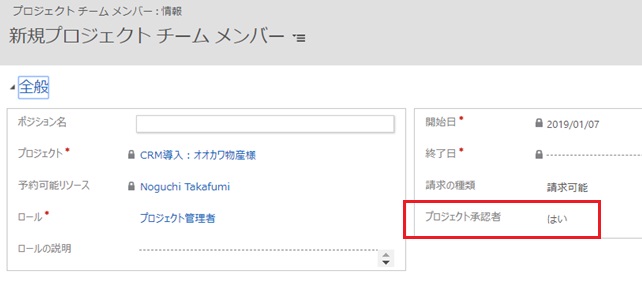 プロジェクト チーム メンバー : 情報
新規プロジェクト チーム メンバー
全般
ポジション名
プロジェクト* CRM導入：オオカワ物産様
予約可能リソース Noguchi Takafumi
ロール* プロジェクト管理者
ロールの説明
開始日* 2019/01/07
終了日*
請求の種類 請求可能
プロジェクト承認者 はい